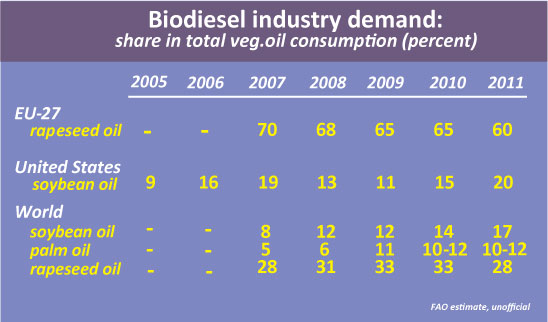 Biodiesel industry demand:
share in total veg.oil consumption (percent)
2005 2006 2007 2008 2009 2010 2011
EU-27
rapeseed oil - - 70 68 65 65 60
United States
soybean oil 9 16 19 13 11 15 20
World
soybean oil - - 8 12 12 14 17
palm oil - - 5 6 11 10-12 10-12
rapeseed oil - - 28 31 33 33 28
FAO estimate, unofficial